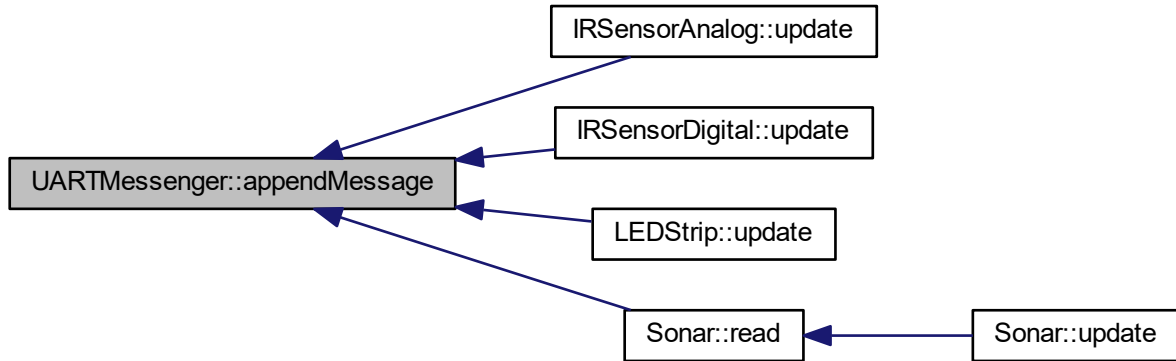 IRSensorAnalog::update
IRSensorDigital::update
UARTMessenger::appendMessage
LEDStrip::update
Sonar::read
Sonar::update